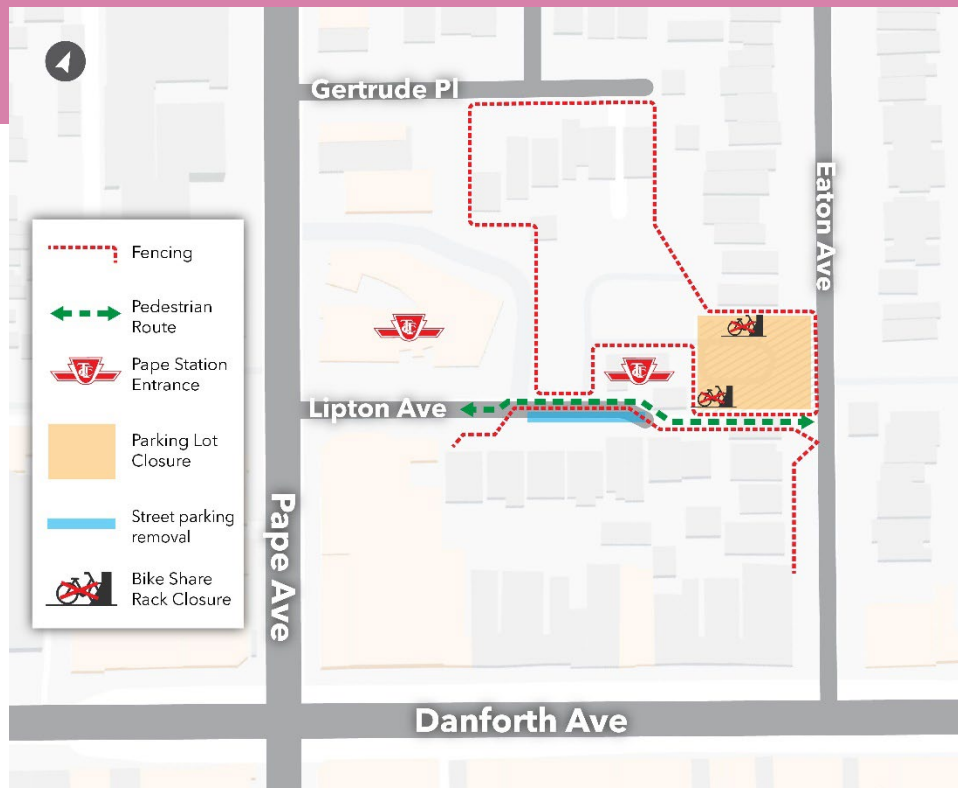 Gertrude Pl
Eaton Ave
Fencing
Pedestrian
Route
Pape Station
Entrance
Parking Lot
Closure
Street parking
removal
Bike Share
Rack Closure
Lipton Ave
Pape Ave
Danforth Ave